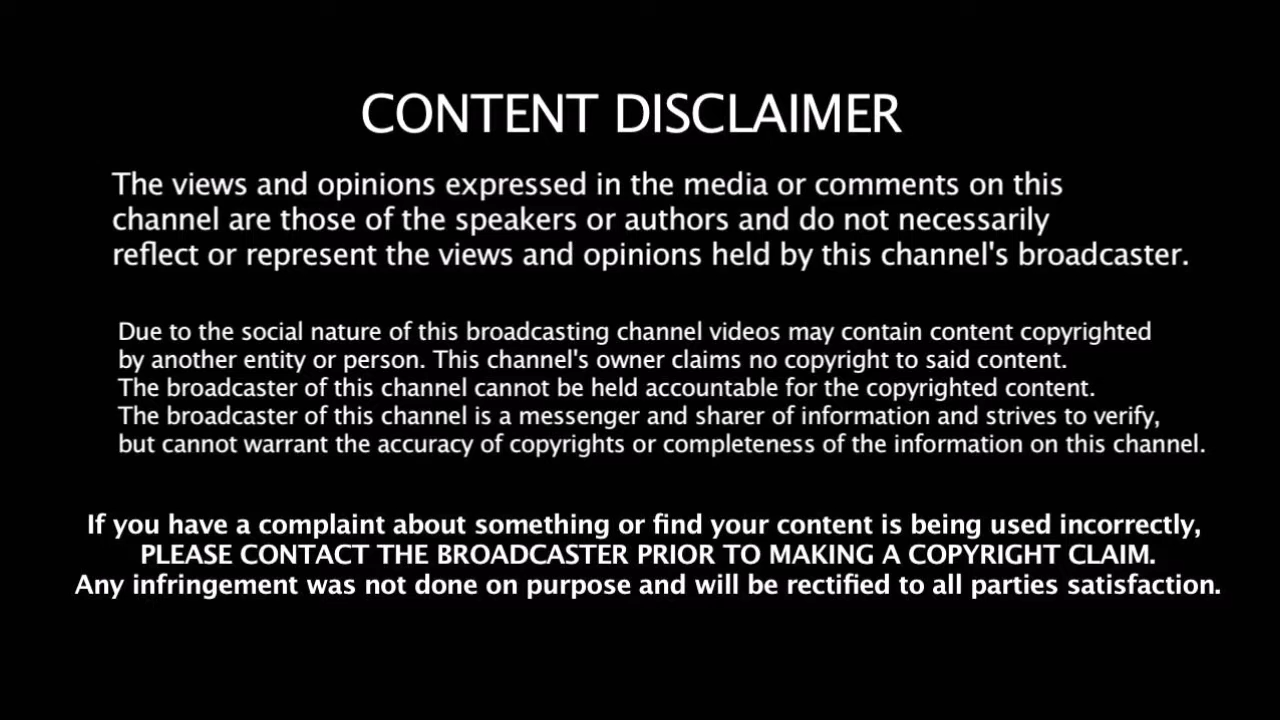 CONTENT DISCLAIMER
The views and opinions expressed in the media or comments on this
channel are those of the speakers or authors and do not necessarily
reflect or represent the views and opinions held by this channel's broadcaster.
Due to the social nature of this broadcasting channel videos may contain content copyrighted
by another entity or person. This channel's owner claims no copyright to said content.
The broadcaster of this channel cannot be held accountable for the copyrighted content.
The broadcaster of this channel is a messenger and sharer of information and strives to verify,
but cannot warrant the accuracy of copyrights or completeness of the information on this channel.
If you have a complaint about something or find your content is being used incorrectly,
PLEASE CONTACT THE BROADCASTER PRIOR TO MAKING A COPYRIGHT CLAIM.
Any infringement was not done on purpose and will be rectified to all parties satisfaction.